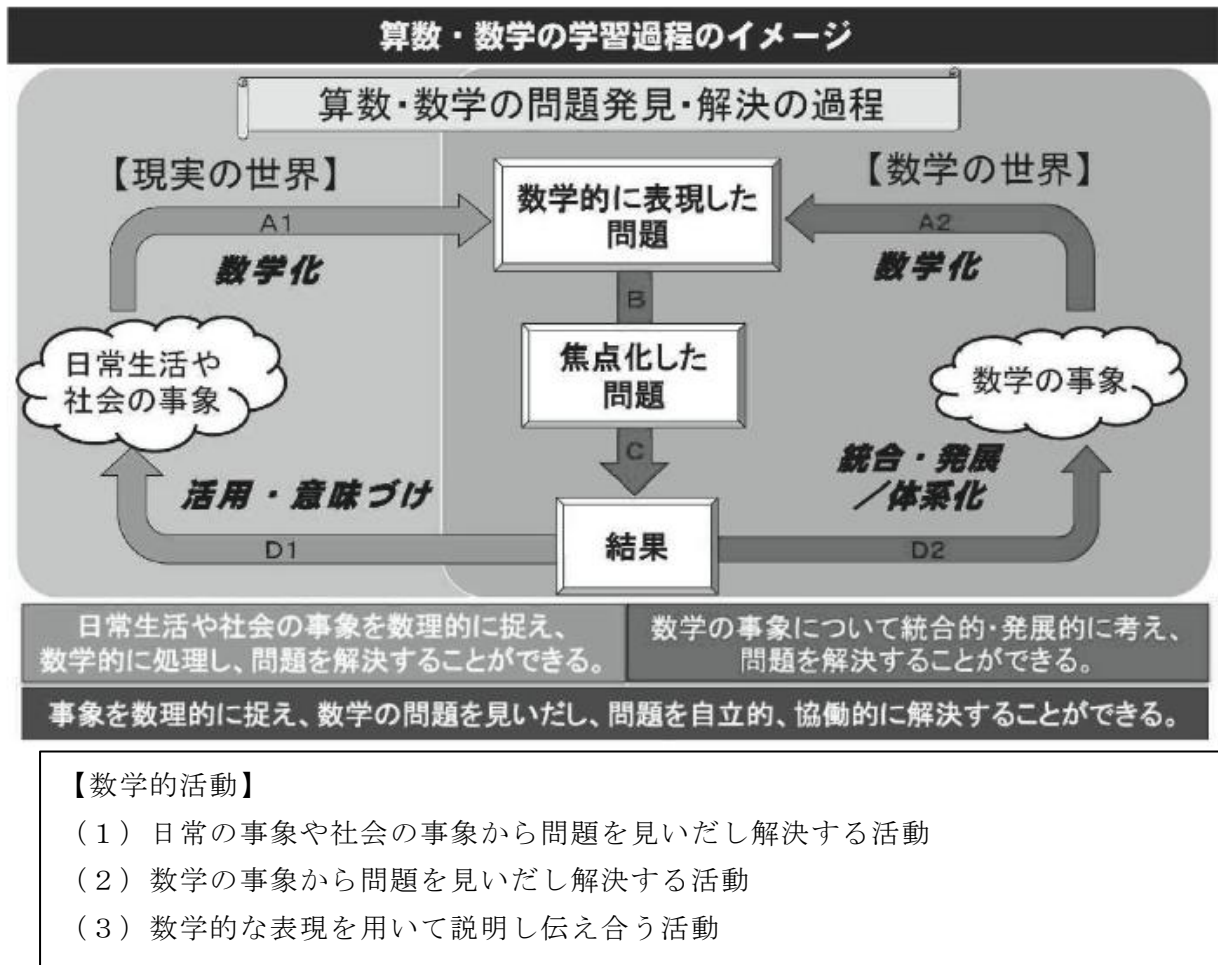 算数・数学の学習過程のイメージ
算数・数学の問題発見・解決の過程
【現実の世界】
【数学の世界】
数学的に表現した
問題
A1
A2
数学化
数学化
B
日常生活や
社会の事象
焦点化した
問題
数学の事象
C
活用・意味づけ
統合・発展
/体系化
D1
結果
D2
日常生活や社会の事象を数理的に捉え、
数学的に処理し、問題を解決することができる。
数学の事象について統合的・発展的に考え、
問題を解決することができる。
事象を数理的に捉え、数学の問題を見いだし、問題を自立的、協働的に解決することができる。
【数学的活動】
(1)日常の事象や社会の事象から問題を見いだし解決する活動
(2)数学の事象から問題を見いだし解決する活動
(3)数学的な表現を用いて説明し伝え合う活動